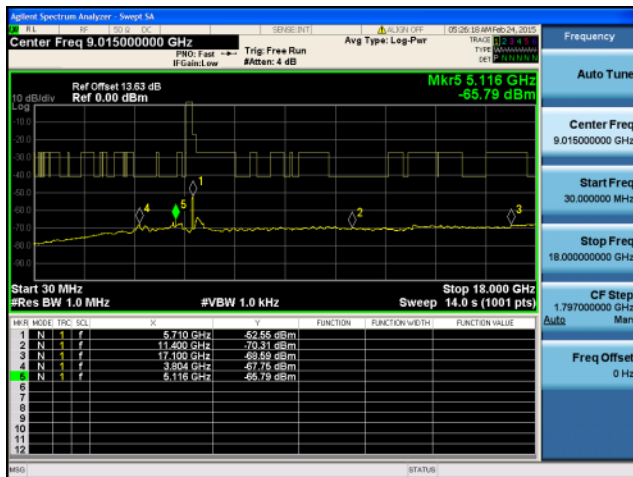 Agilent Spectrum Analyzer - Swept SA
RL RF 50 Ω DC SENSE:INT ALIGN OFF 05:26:18 AM Feb 24, 2015
Center Freq 9.015000000 GHz
PNO: Fast
IFGain:Low
Trig: Free Run
#Atten: 4 dB
Avg Type: Log-Pwr
TRACE 1 2 3 4 5 6
TYPE
DET P N N N N N
Frequency
Auto Tune
Center Freq
9.015000000 GHz
Start Freq
30.000000 MHz
Stop Freq
18.000000000 GHz
CF Step
1.797000000 GHz
Auto Man
Freq Offset
0 Hz
Mkr5 5.116 GHz
-65.79 dBm
Ref Offset 13.63 dB
Ref 0.00 dBm
10 dB/div
Log
-10.0
-20.0
-30.0
-40.0
-50.0
-60.0
-70.0
-80.0
-90.0
1
2
3
4
5
Start 30 MHz
Stop 18.000 GHz
#Res BW 1.0 MHz #VBW 1.0 kHz Sweep 14.0 s (1001 pts)
MKR MODE TRC SCL X Y FUNCTION FUNCTION WIDTH FUNCTION VALUE
1 N 1 f 5.710 GHz -52.55 dBm
2 N 1 f 11.400 GHz -70.31 dBm
3 N 1 f 17.100 GHz -68.59 dBm
4 N 1 f 3.804 GHz -67.75 dBm
5 N 1 f 5.116 GHz -65.79 dBm
6
7
8
9
10
11
12
MSG STATUS